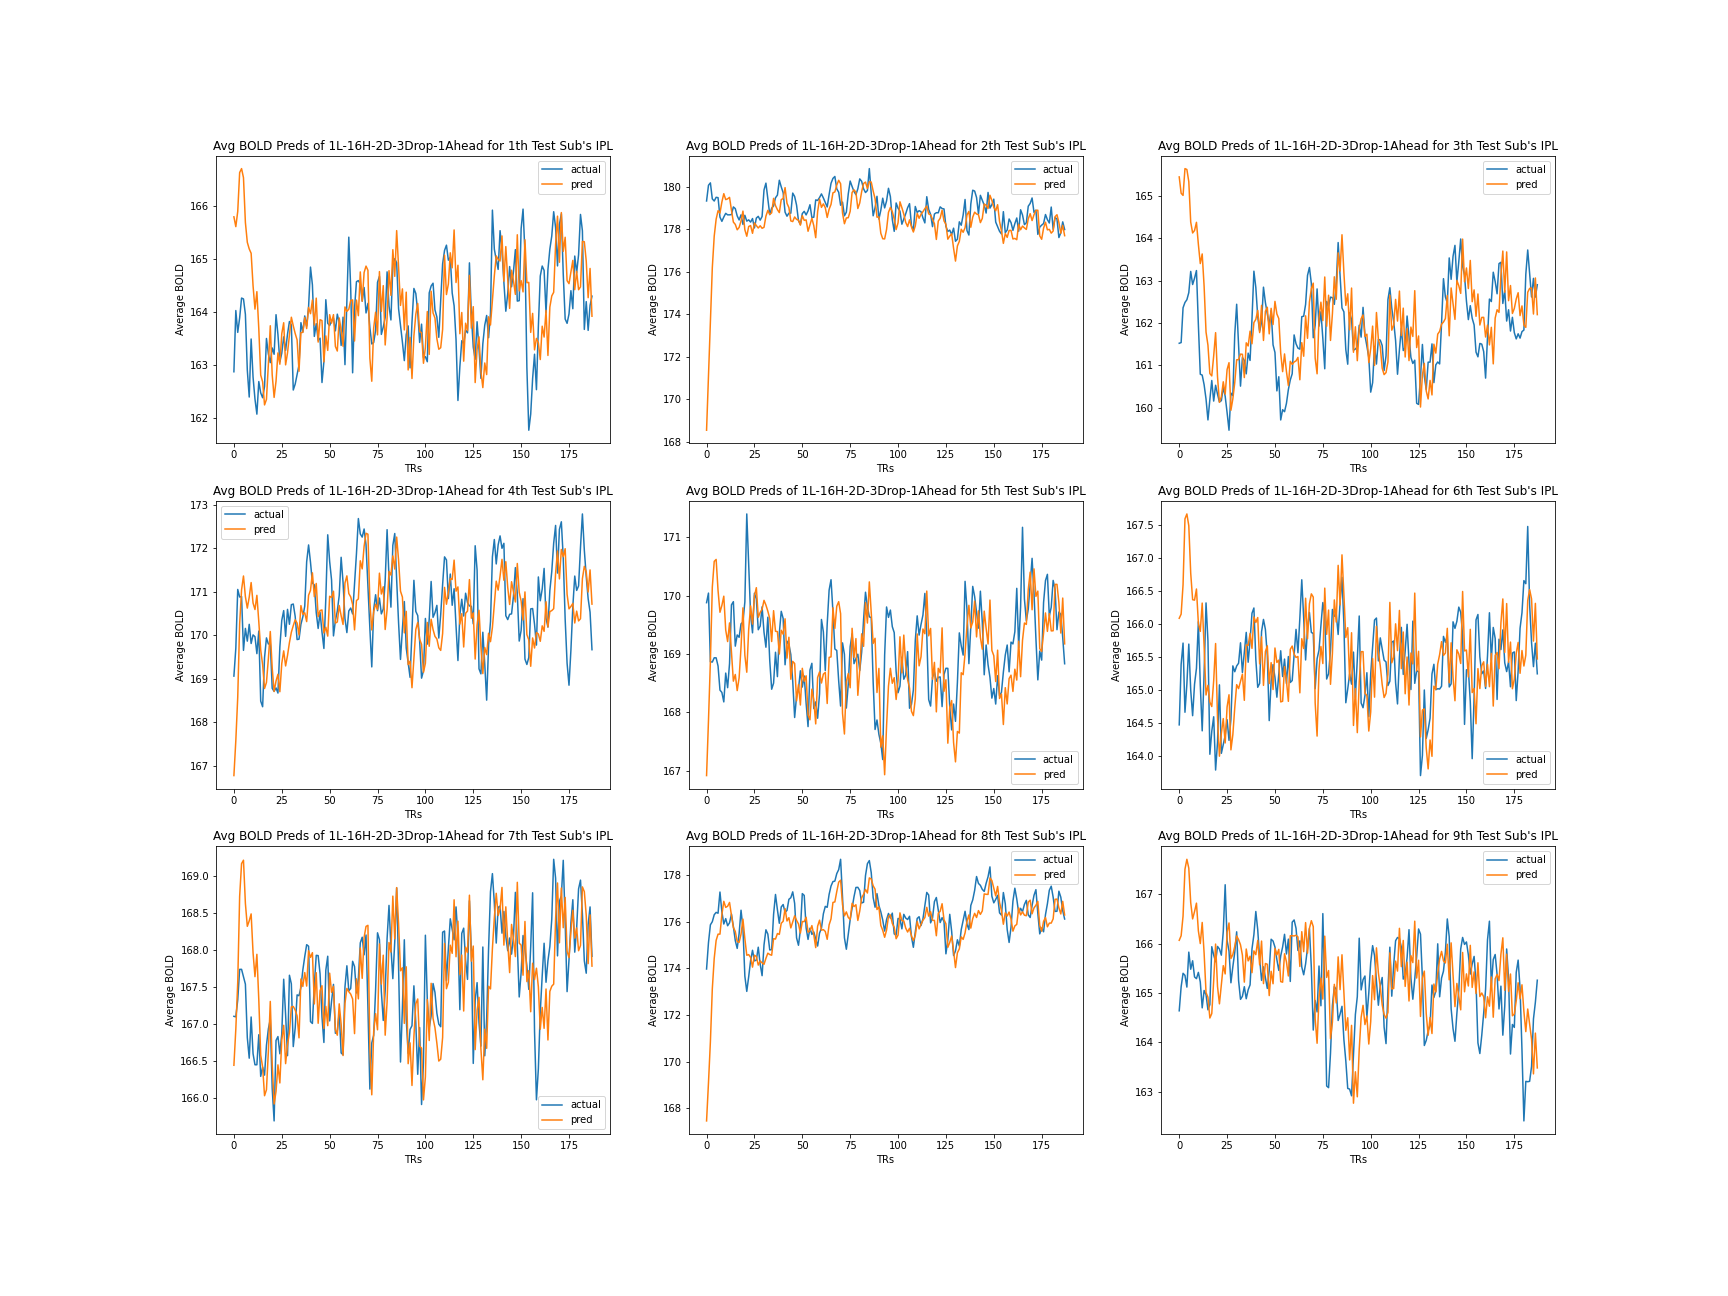 Avg BOLD Preds of 1L-16H-2D-3Drop-1Ahead for 1th Test Sub's IPL
actual
pred
Average BOLD
166
165
164
163
162
0 25 50 75 100 125 150 175
TRs
Avg BOLD Preds of 1L-16H-2D-3Drop-1Ahead for 2th Test Sub's IPL
actual
pred
Average BOLD
180
178
176
174
172
170
168
0 25 50 75 100 125 150 175
TRs
Avg BOLD Preds of 1L-16H-2D-3Drop-1Ahead for 3th Test Sub's IPL
actual
pred
Average BOLD
165
164
163
162
161
160
0 25 50 75 100 125 150 175
TRs
Avg BOLD Preds of 1L-16H-2D-3Drop-1Ahead for 4th Test Sub's IPL
actual
pred
Average BOLD
173
172
171
170
169
168
167
0 25 50 75 100 125 150 175
TRs
Avg BOLD Preds of 1L-16H-2D-3Drop-1Ahead for 5th Test Sub's IPL
actual
pred
Average BOLD
171
170
169
168
167
0 25 50 75 100 125 150 175
TRs
Avg BOLD Preds of 1L-16H-2D-3Drop-1Ahead for 6th Test Sub's IPL
actual
pred
Average BOLD
167.5
167.0
166.5
166.0
165.5
165.0
164.5
164.0
0 25 50 75 100 125 150 175
TRs
Avg BOLD Preds of 1L-16H-2D-3Drop-1Ahead for 7th Test Sub's IPL
actual
pred
Average BOLD
169.0
168.5
168.0
167.5
167.0
166.5
166.0
0 25 50 75 100 125 150 175
TRs
Avg BOLD Preds of 1L-16H-2D-3Drop-1Ahead for 8th Test Sub's IPL
actual
pred
Average BOLD
178
176
174
172
170
168
0 25 50 75 100 125 150 175
TRs
Avg BOLD Preds of 1L-16H-2D-3Drop-1Ahead for 9th Test Sub's IPL
actual
pred
Average BOLD
167
166
165
164
163
0 25 50 75 100 125 150 175
TRs